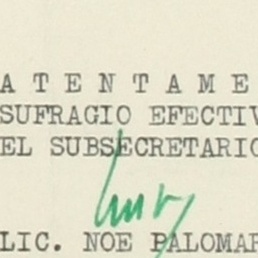 A T E N T A M E
SUFRAGIO EFECTIV
EL SUBSECRETARIO
LIC. NOE PALOMAR